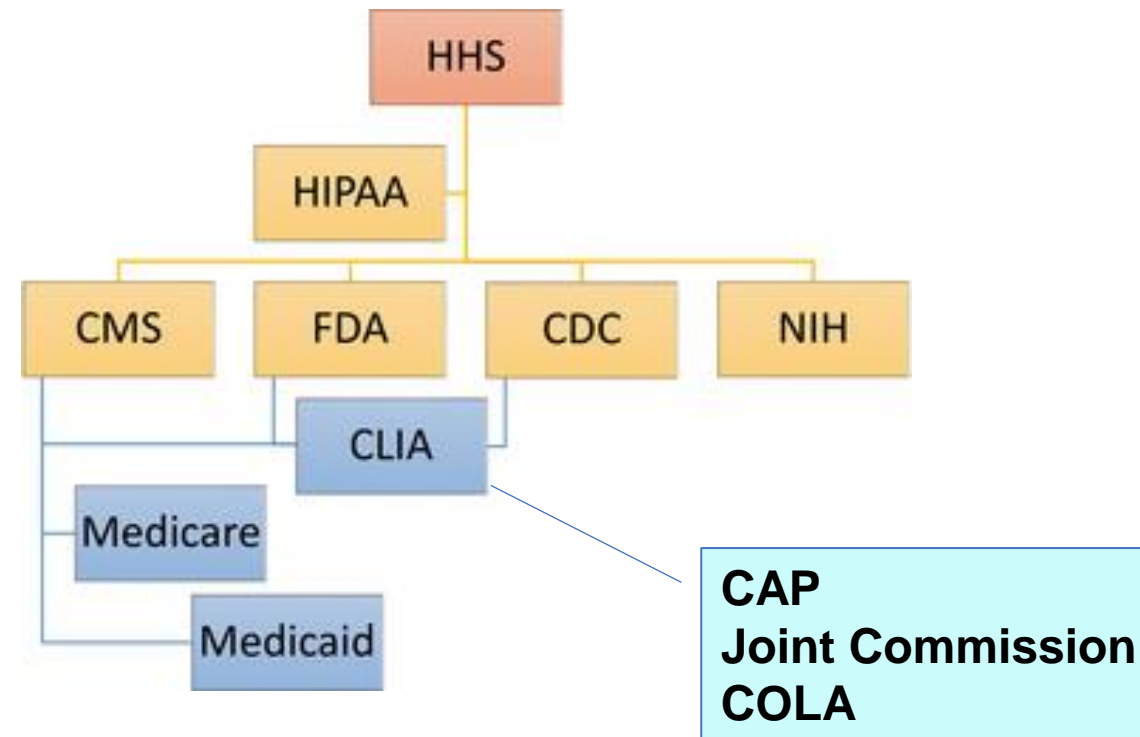 HHS
HIPAA
CMS
FDA
CDC
NIH
CLIA
Medicare
Medicaid
CAP
Joint Commission
COLA